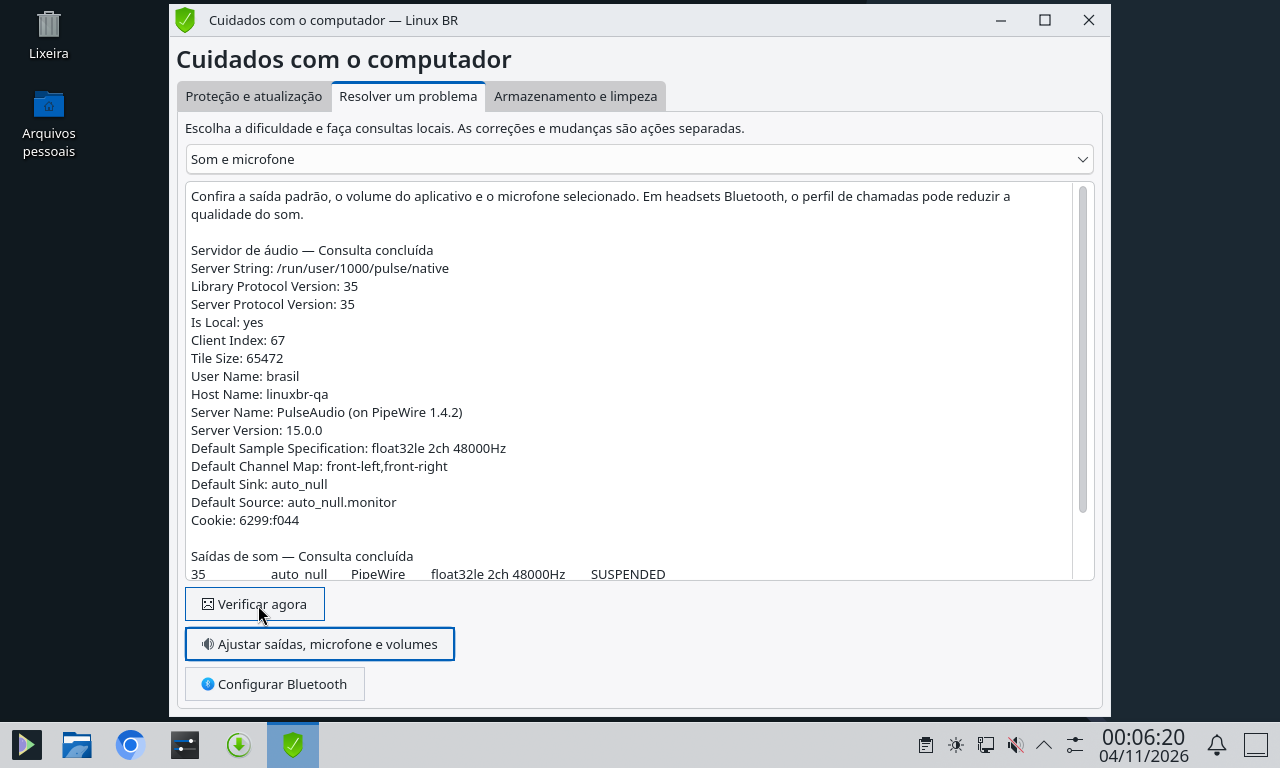 Lixeira
Arquivos
pessoais
Cuidados com o computador — Linux BR
Cuidados com o computador
Proteção e atualização
Resolver um problema
Armazenamento e limpeza
Escolha a dificuldade e faça consultas locais. As correções e mudanças são ações separadas.
Som e microfone
Confira a saída padrão, o volume do aplicativo e o microfone selecionado. Em headsets Bluetooth, o perfil de chamadas pode reduzir a
qualidade do som.
Servidor de áudio — Consulta concluída
Server String: /run/user/1000/pulse/native
Library Protocol Version: 35
Server Protocol Version: 35
Is Local: yes
Client Index: 67
Tile Size: 65472
User Name: brasil
Host Name: linuxbr-qa
Server Name: PulseAudio (on PipeWire 1.4.2)
Server Version: 15.0.0
Default Sample Specification: float32le 2ch 48000Hz
Default Channel Map: front-left,front-right
Default Sink: auto_null
Default Source: auto_null.monitor
Cookie: 6299:f044
Saídas de som — Consulta concluída
35 auto_null PipeWire float32le 2ch 48000Hz SUSPENDED
Verificar agora
Ajustar saídas, microfone e volumes
Configurar Bluetooth
00:06:20
04/11/2026